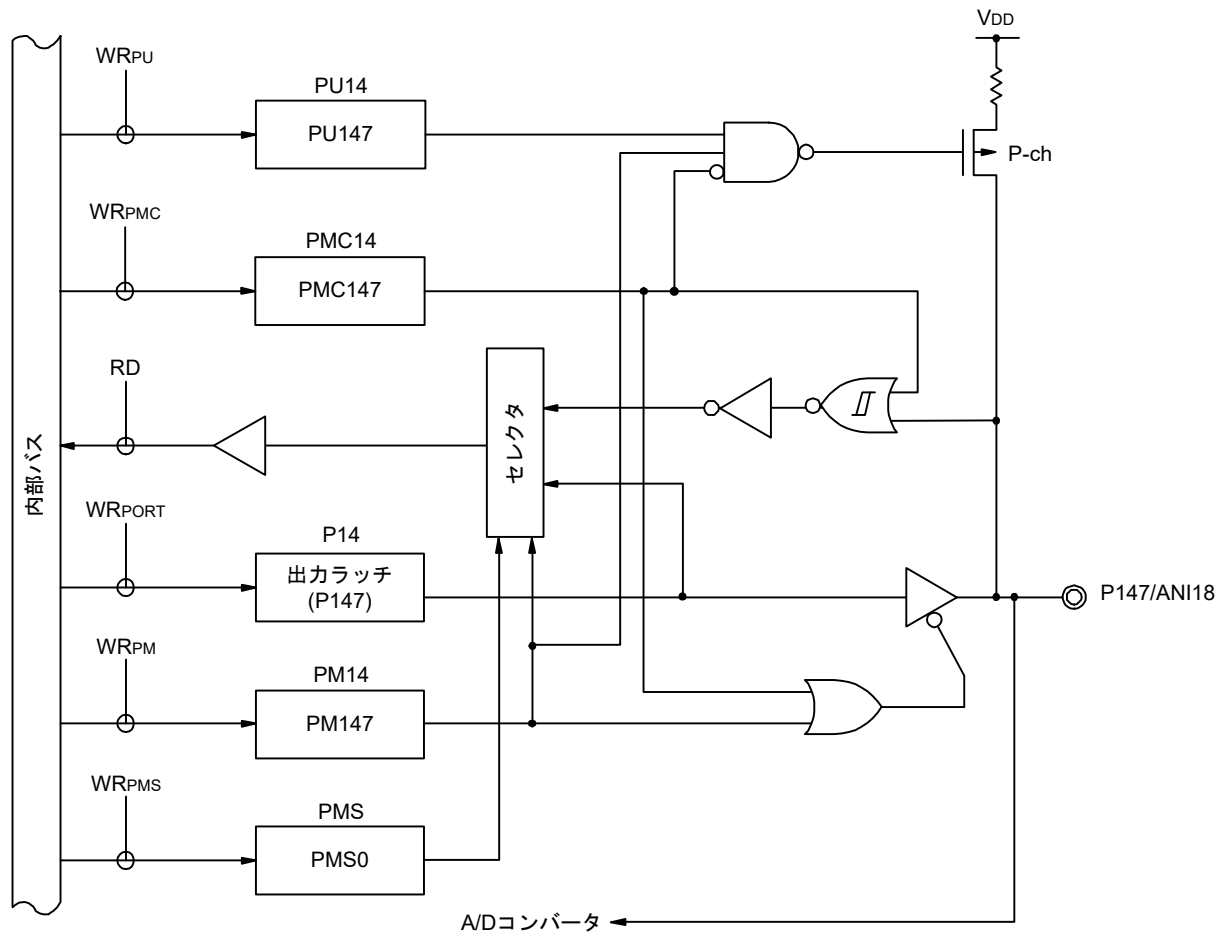 VDD
WRPU
PU14
PU147
P-ch
WRPMC
PMC14
PMC147
RD
セレクタ
内部バス
WRPORT
P14
出力ラッチ
(P147)
P147/ANI18
WRPM
PM14
PM147
WRPMS
PMS
PMS0
A/Dコンバータ